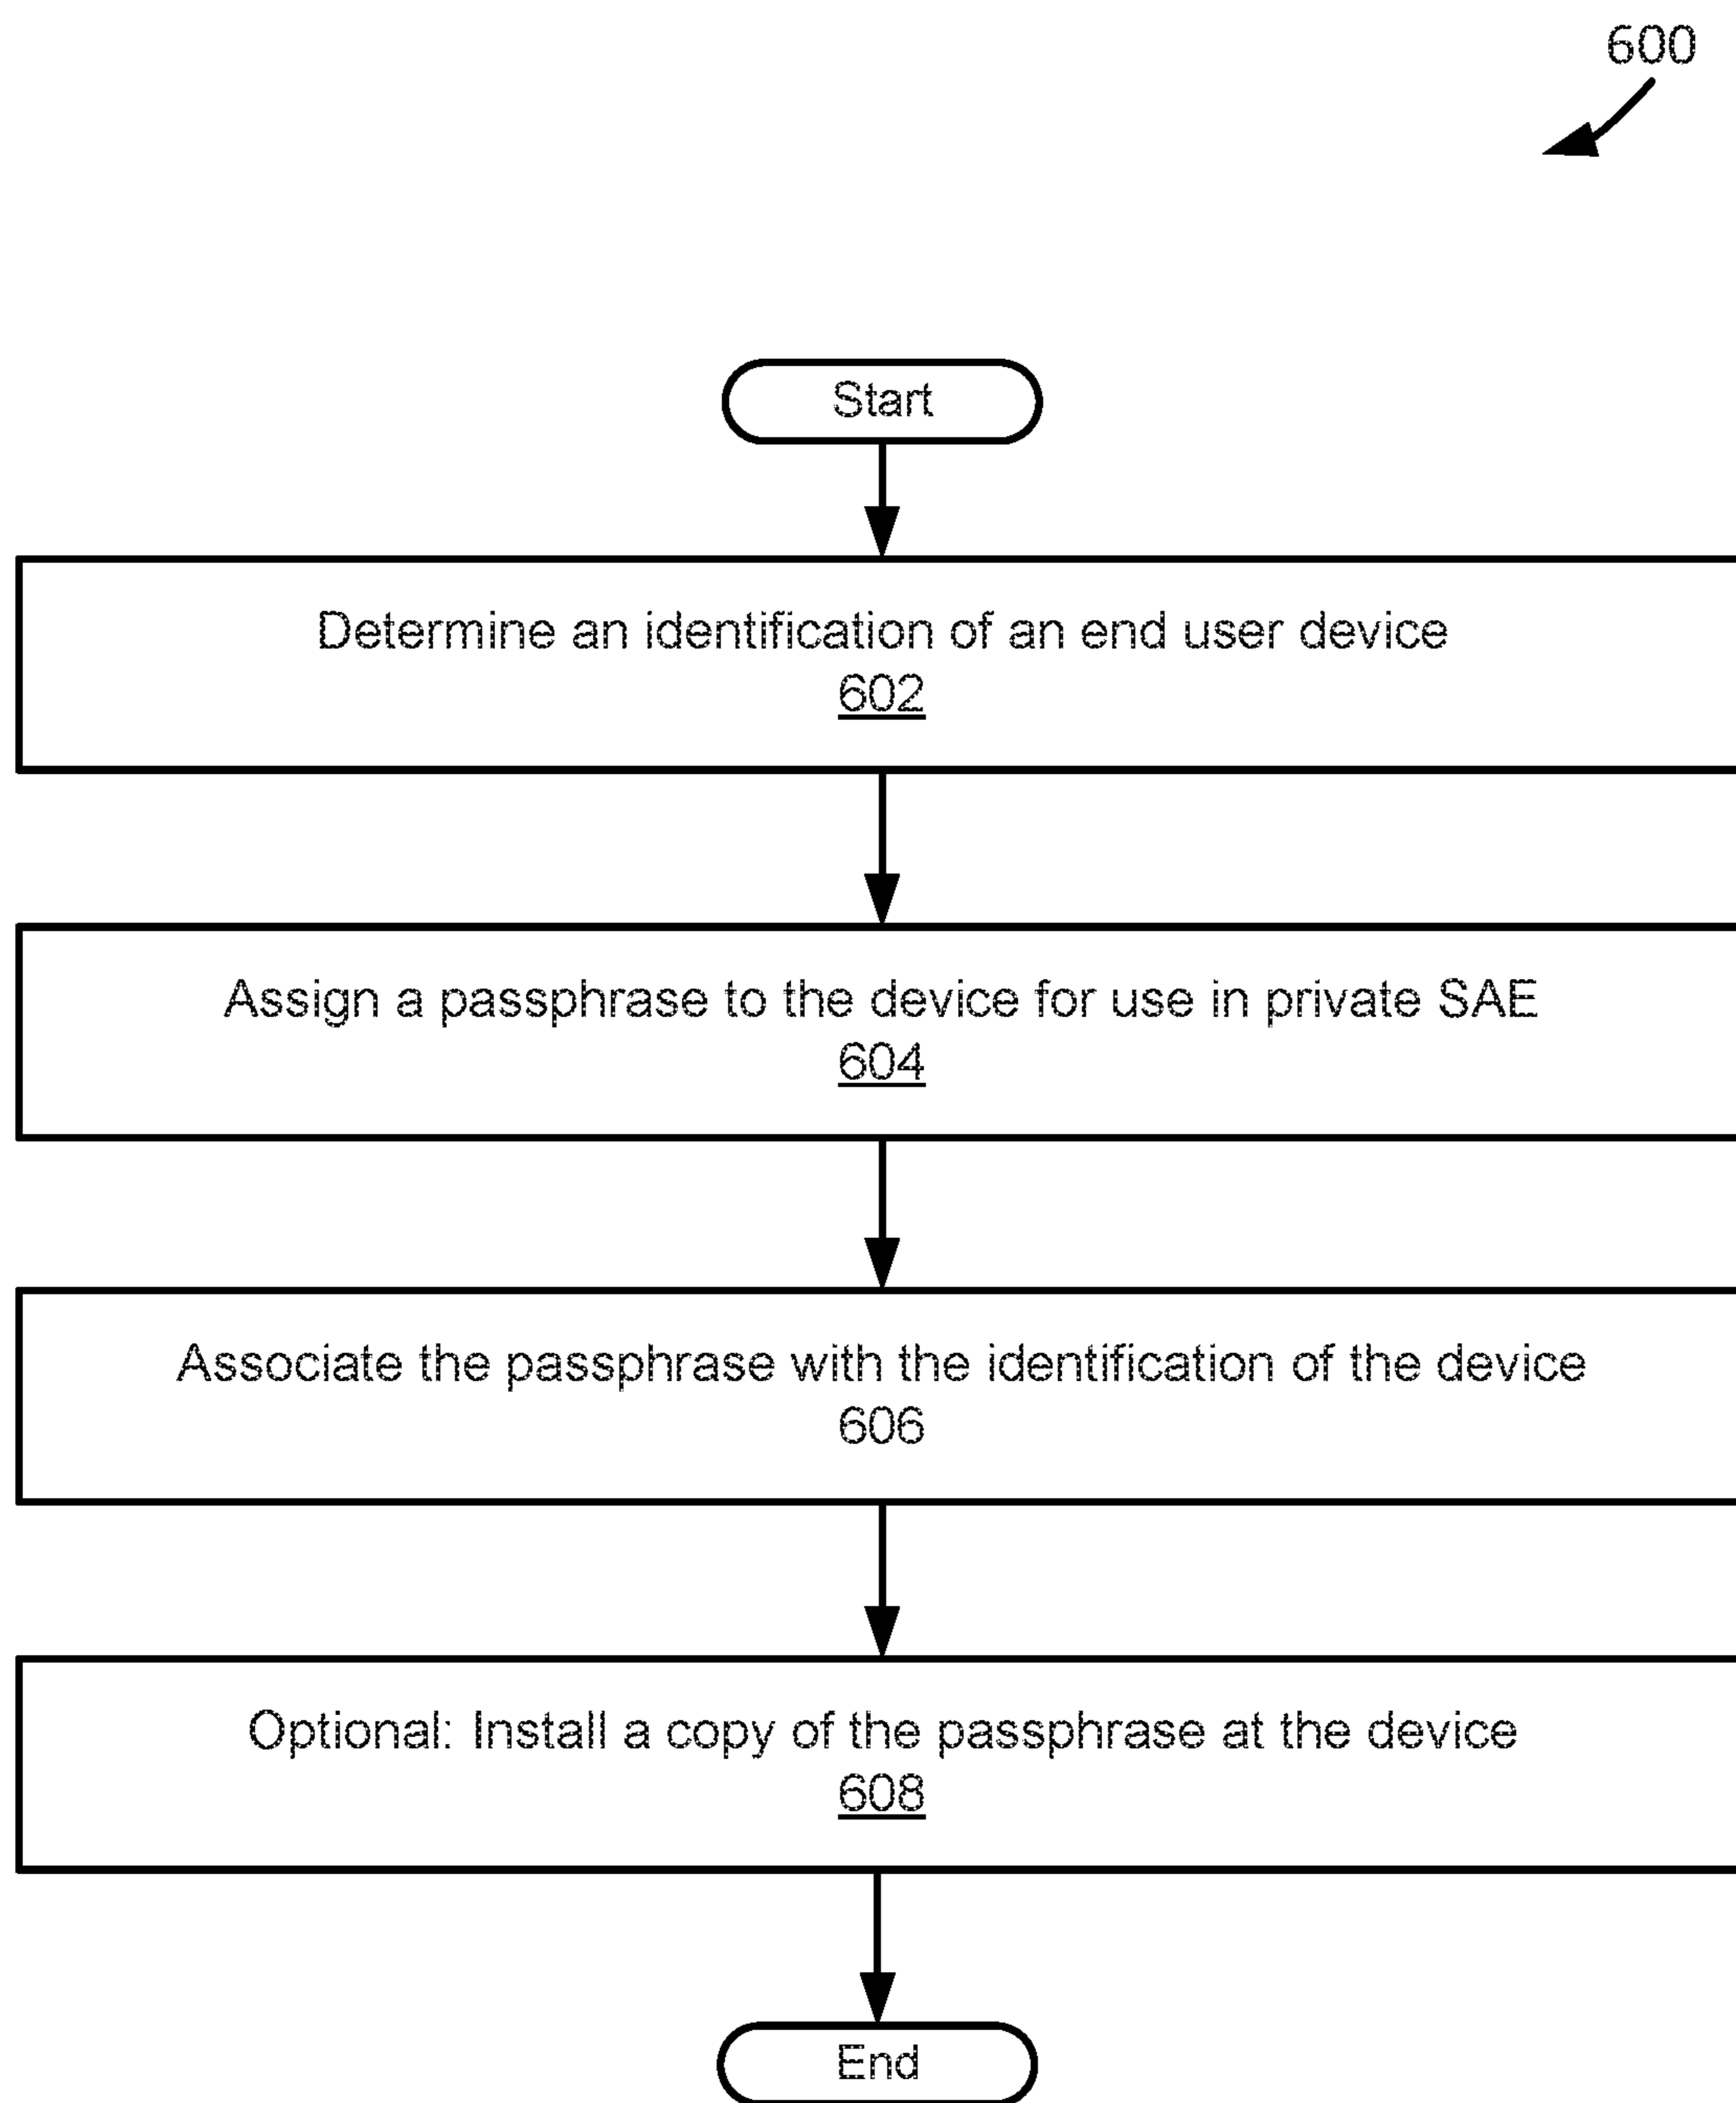 600
Start
Determine an identification of an end user device
602
Assign a passphrase to the device for use in private SAE
604
Associate the passphrase with the identification of the device
606
Optional: Install a copy of the passphrase at the device
608
End